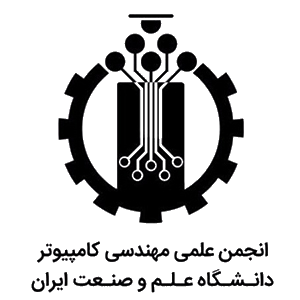 انجمن علمی مهندسی کامپیوتر
دانشگاه علم و صنعت ایران